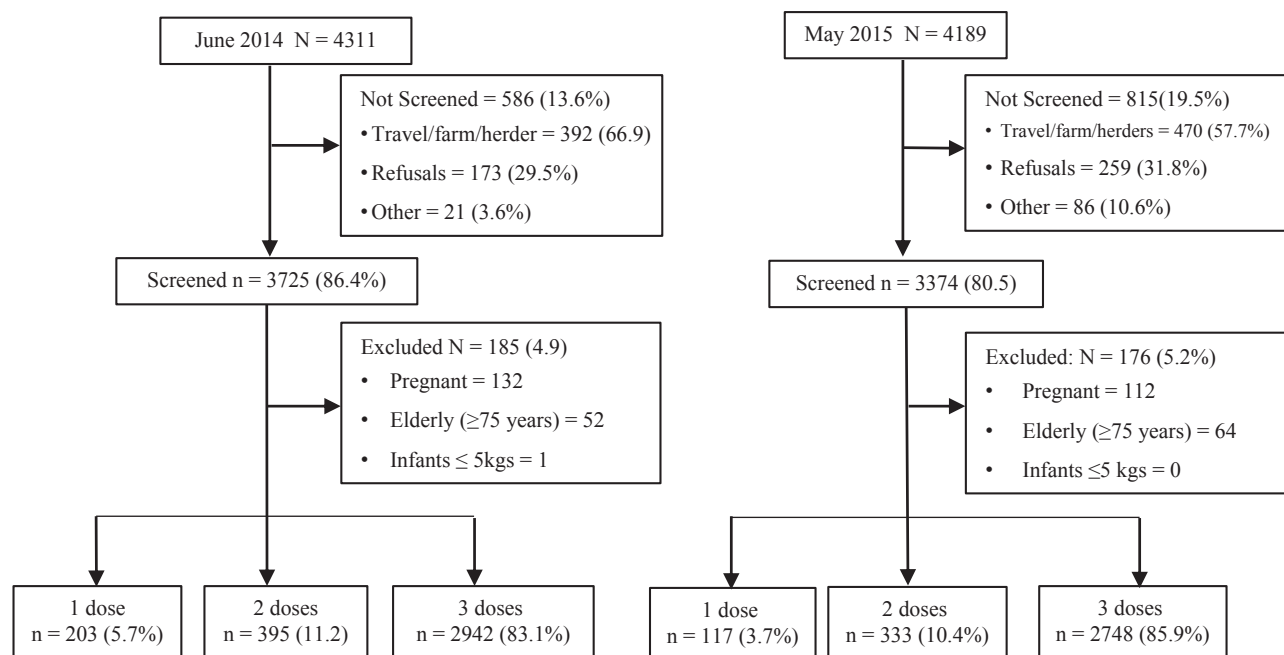 June 2014  N = 4311
Not Screened = 586 (13.6%)
•Travel/farm/herder = 392 (66.9)
•Refusals = 173 (29.5%)
•Other = 21 (3.6%)
Screened n = 3725 (86.4%)
Excluded N = 185 (4.9)
• Pregnant = 132
• Elderly (≥75 years) = 52
• Infants ≤ 5kgs = 1
1 dose
n = 203 (5.7%)
2 doses
n = 395 (11.2)
3 doses
n = 2942 (83.1%)
May 2015  N = 4189
Not Screened = 815(19.5%)
• Travel/farm/herders = 470 (57.7%)
• Refusals = 259 (31.8%)
• Other = 86 (10.6%)
Screened n = 3374 (80.5)
Excluded: N = 176 (5.2%)
• Pregnant = 112
• Elderly (≥75 years) = 64
• Infants ≤5 kgs = 0
1 dose
n = 117 (3.7%)
2 doses
n = 333 (10.4%)
3 doses
n = 2748 (85.9%)